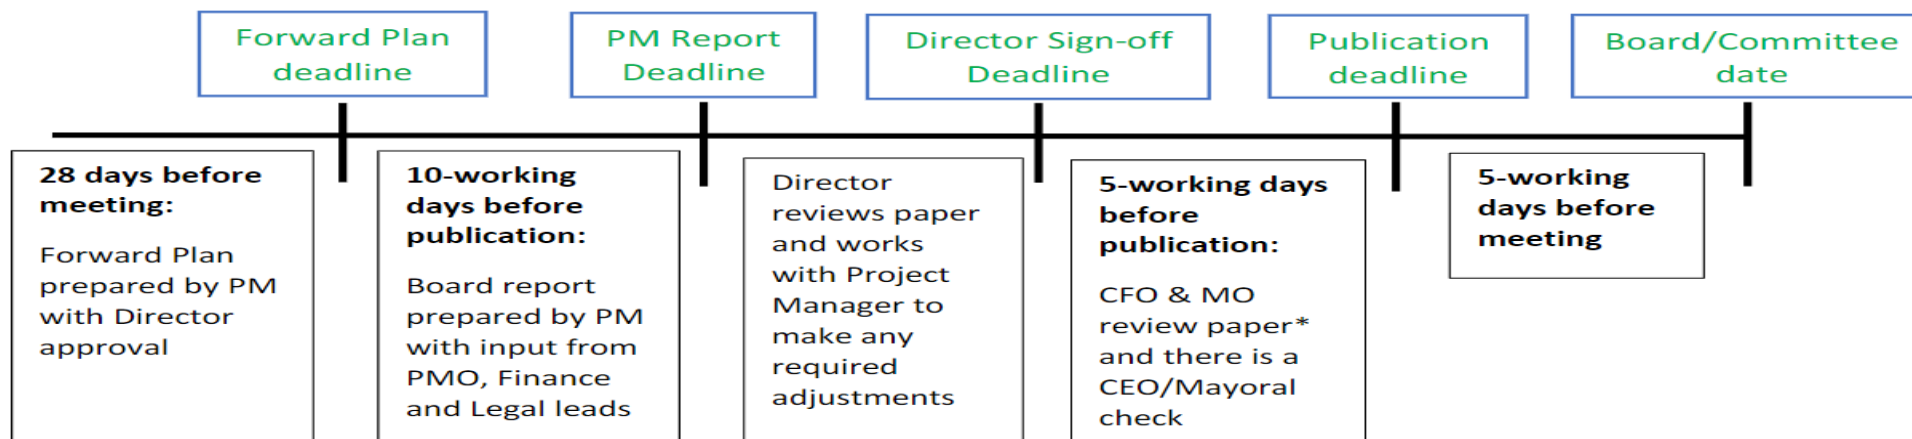 Forward Plan
deadline
PM Report
Deadline
Director Sign-off
Deadline
Publication
deadline
Board/Committee
date
28 days before
meeting:
Forward Plan
prepared by PM
with Director
approval
10-working
days before
publication:
Board report
prepared by PM
with input from
PMO, Finance
and Legal leads
Director
reviews paper
and works
with Project
Manager to
make any
required
adjustments
5-working days
before
publication:
CFO & MO
review paper*
and there is a
CEO/Mayoral
check
5-working
days before
meeting